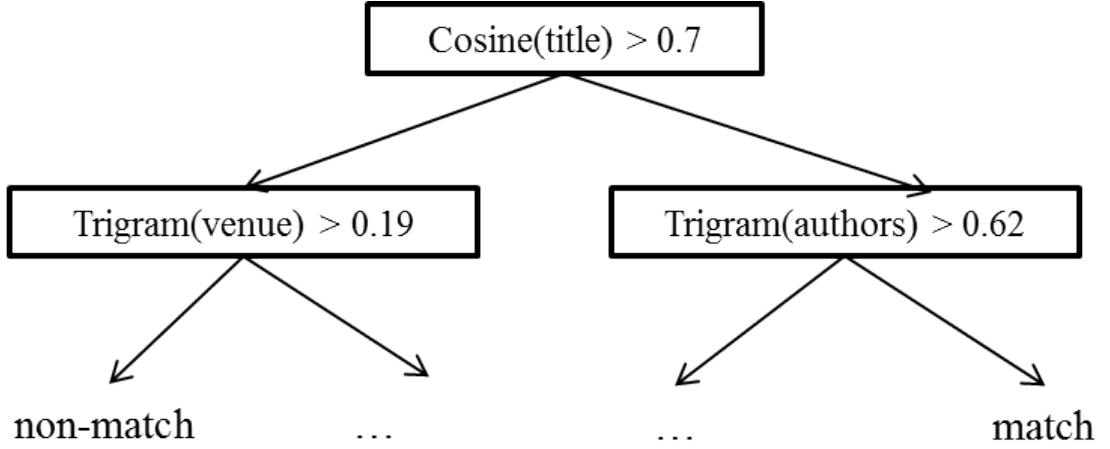 Cosine(title) > 0.7
Trigram(venue) > 0.19
Trigram(authors) > 0.62
non-match
…
…
match